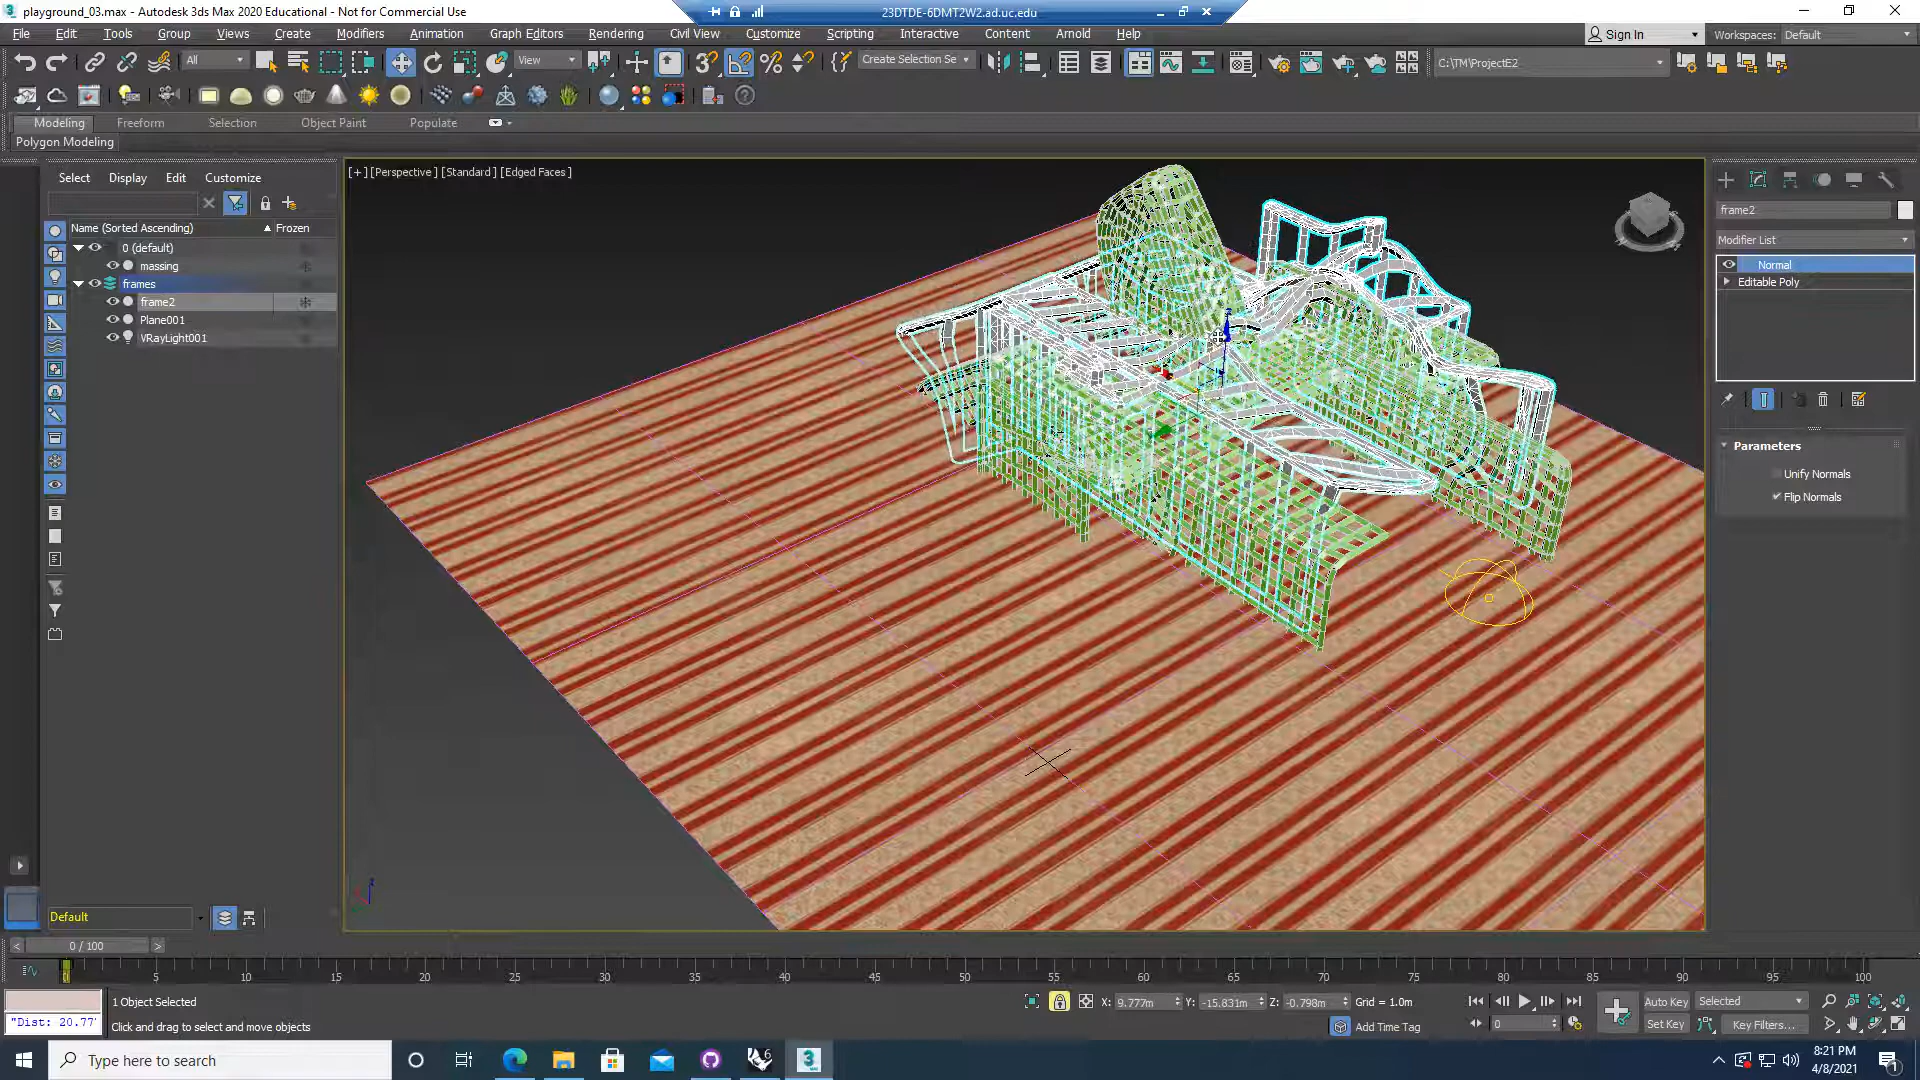 playground_03.max - Autodesk 3ds Max 2020 Educational - Not for Commercial Use
23DTDE-6DMT2W2.ad.uc.edu
File Edit Tools Group Views Create Modifiers Animation Graph Editors Rendering Civil View Customize Scripting Interactive Content Arnold Help
Sign In
Workspaces: Default
All
View
Create Selection Se
C:\TM\ProjectE2
Modeling Freeform Selection Object Paint Populate
Polygon Modeling
Select Display Edit Customize
Name (Sorted Ascending) Frozen
0 (default)
massing
frames
frame2
Plane001
VRayLight001
[+] [Perspective] [Standard] [Edged Faces]
frame2
Modifier List
Normal
Editable Poly
Parameters
Unify Normals
Flip Normals
Default
0 / 100
0 5 10 15 20 25 30 35 40 45 50 55 60 65 70 75 80 85 90 95 100
1 Object Selected
X: 9.777m Y: -15.831m Z: -0.798m Grid = 1.0m
Auto Key Selected
"Dist: 20.77
Click and drag to select and move objects
Add Time Tag
0
Set Key Key Filters...
Type here to search
8:21 PM
4/8/2021